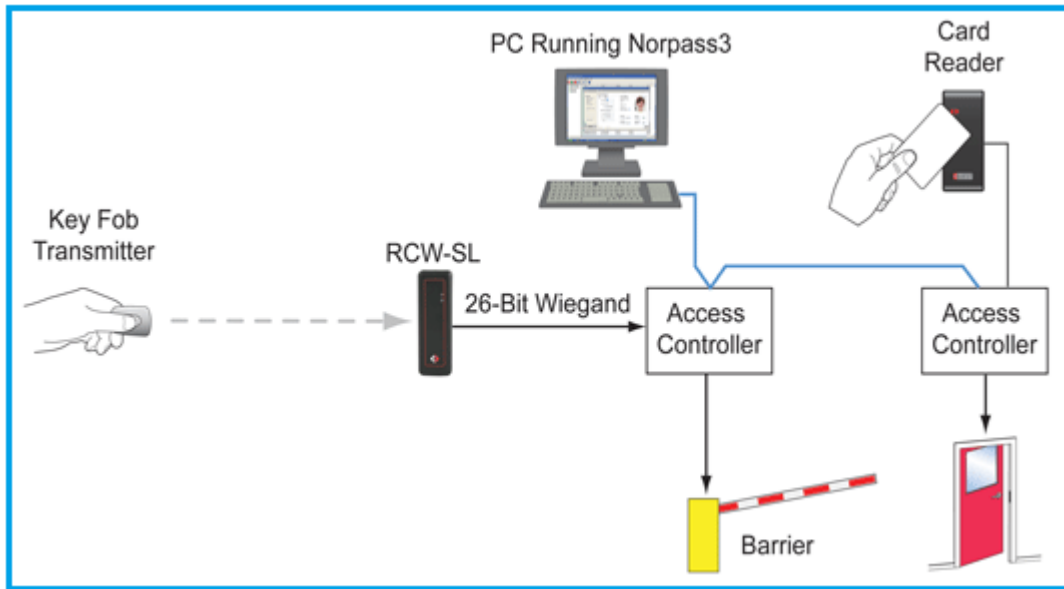 PC Running Norpass3
Card
Reader
Key Fob
Transmitter
RCW-SL
26-Bit Wiegand
Access
Controller
Access
Controller
Barrier